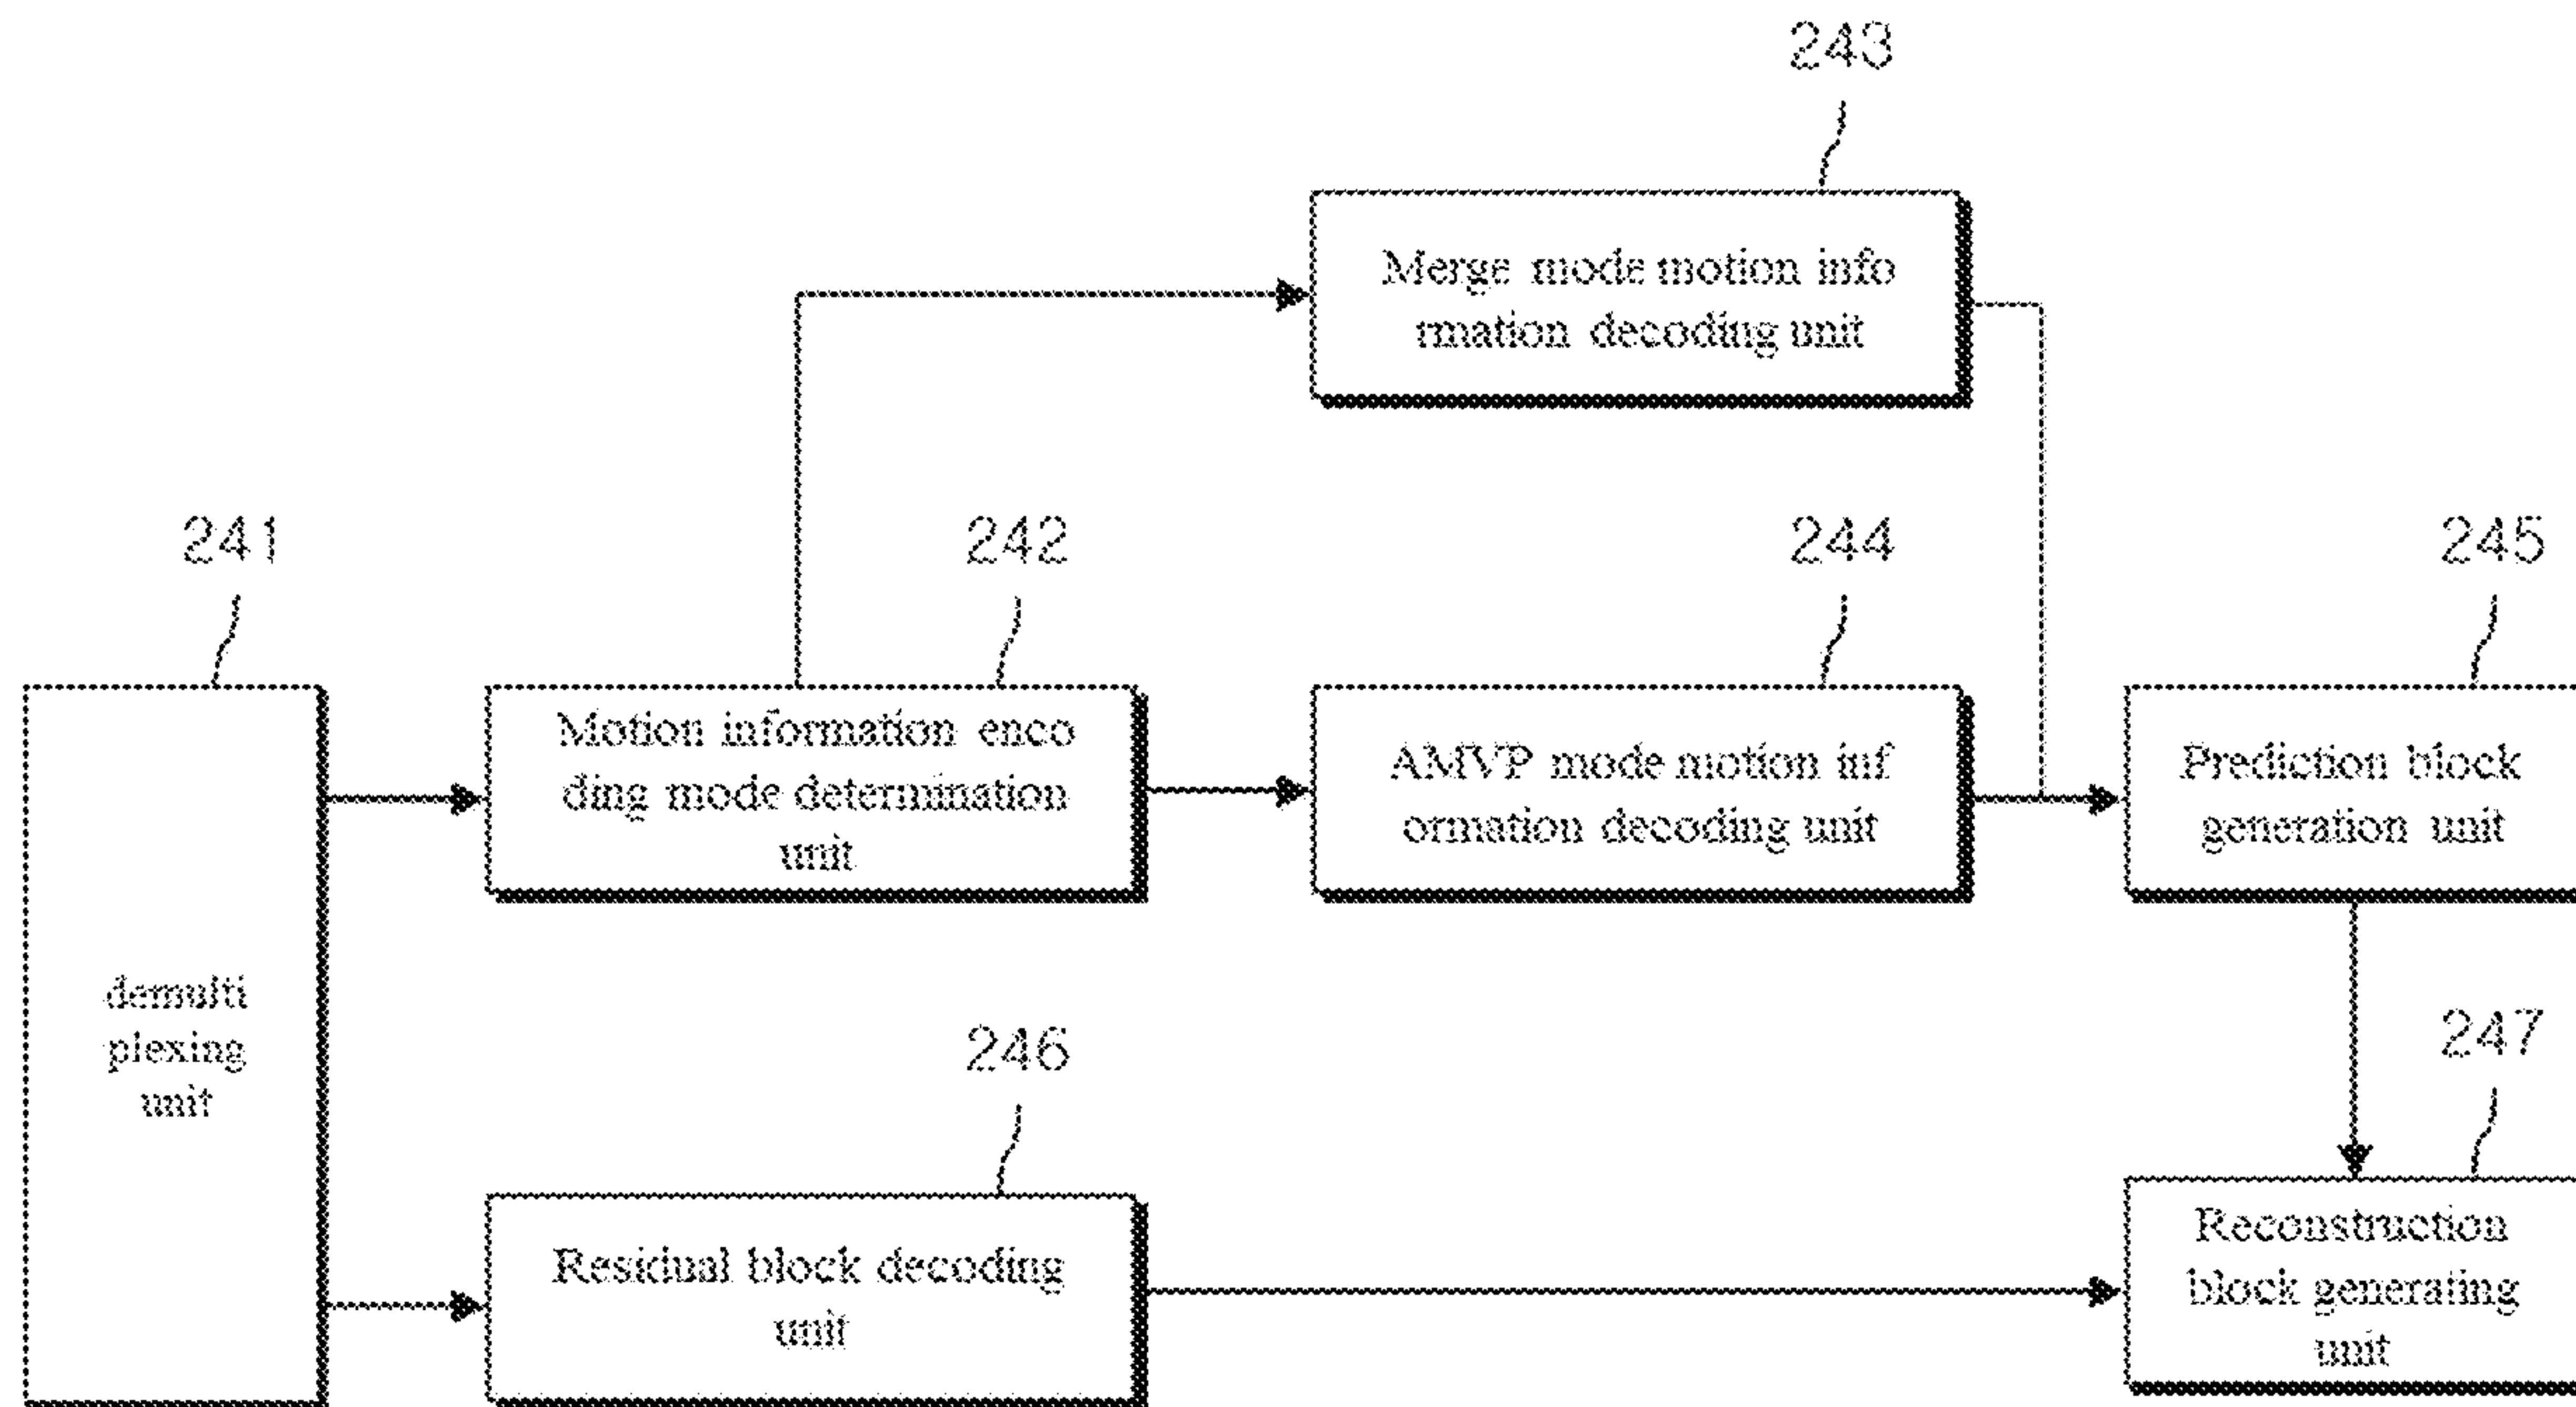 243
Merge mode motion info
rmation decoding unit
241
242
244
245
Motion information enco
ding mode determination
unit
AMVP mode motion inf
ormation decoding unit
Prediction block
generation unit
demulti
plexing
unit
246
247
Residual block decoding
unit
Reconstruction
block generating
unit